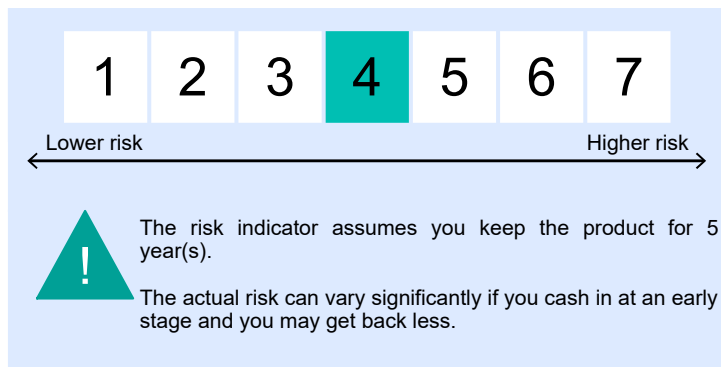 1 2 3 4 5 6 7
Lower risk Higher risk
The risk indicator assumes you keep the product for 5
year(s).
!
The actual risk can vary significantly if you cash in at an early
stage and you may get back less.